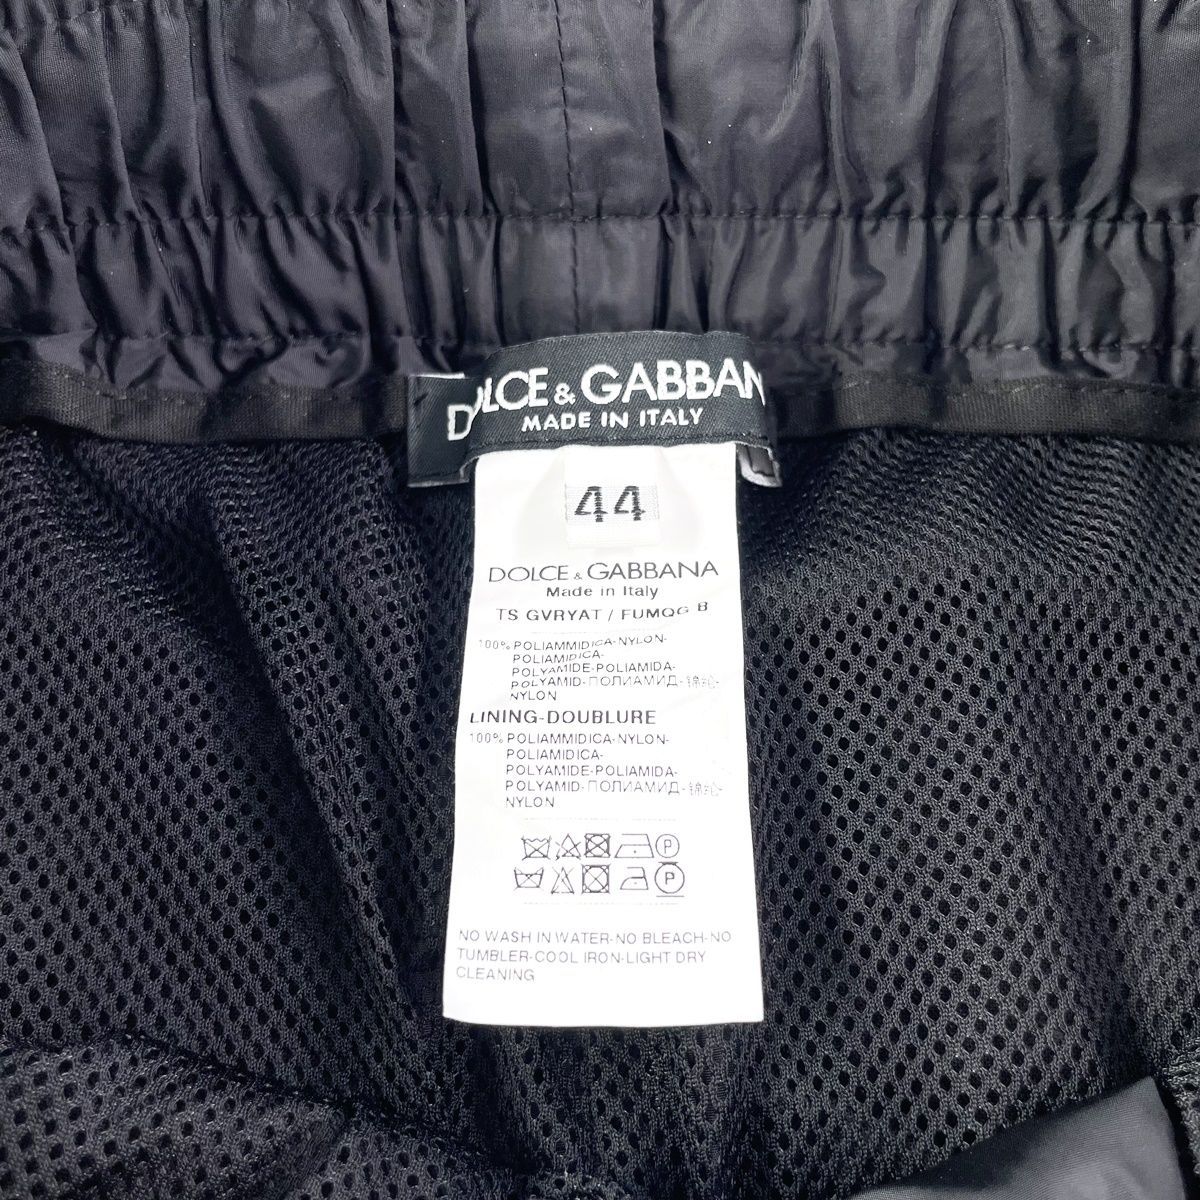 DOLCE & GABBAN
MADE IN ITALY
44
DOLCE & GABBANA
Made in Italy
TS GVRYAT / FUMQG B
100% POLIAMMIDICA-NYLON-
POLIAMIDICA-
POLYAMIDE-POLIAMIDA-
POLYAMID-ПОЛИАМИД-锦纶-
NYLON
LINING-DOUBLURE
100% POLIAMMIDICA-NYLON-
POLIAMIDICA-
POLYAMIDE-POLIAMIDA-
POLYAMID-ПОЛИАМИД-锦纶-
NYLON
P
P
NO WASH IN WATER-NO BLEACH-NO
TUMBLER-COOL IRON-LIGHT DRY
CLEANING